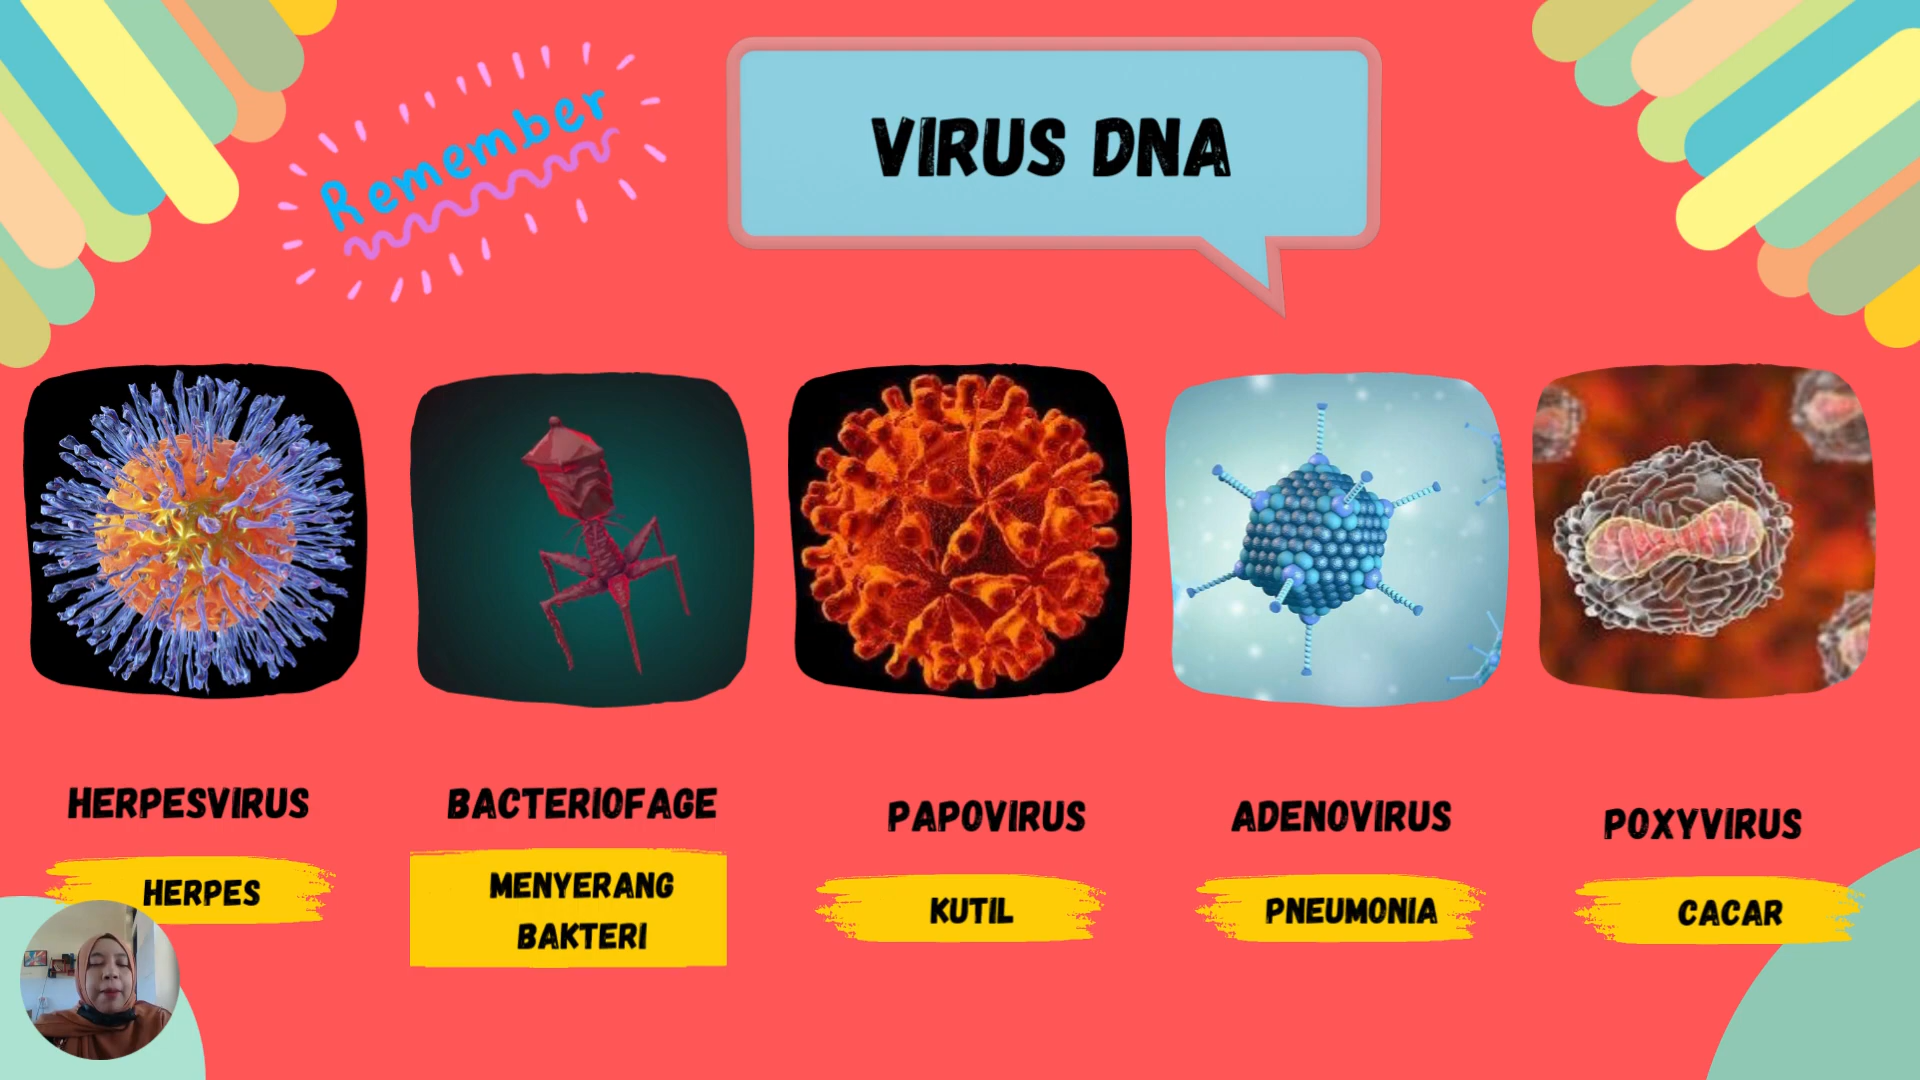 Remember
VIRUS DNA
HERPESVIRUS
BACTERIOFAGE
PAPOVIRUS
ADENOVIRUS
POXYVIRUS
HERPES
MENYERANG
BAKTERI
KUTIL
PNEUMONIA
CACAR